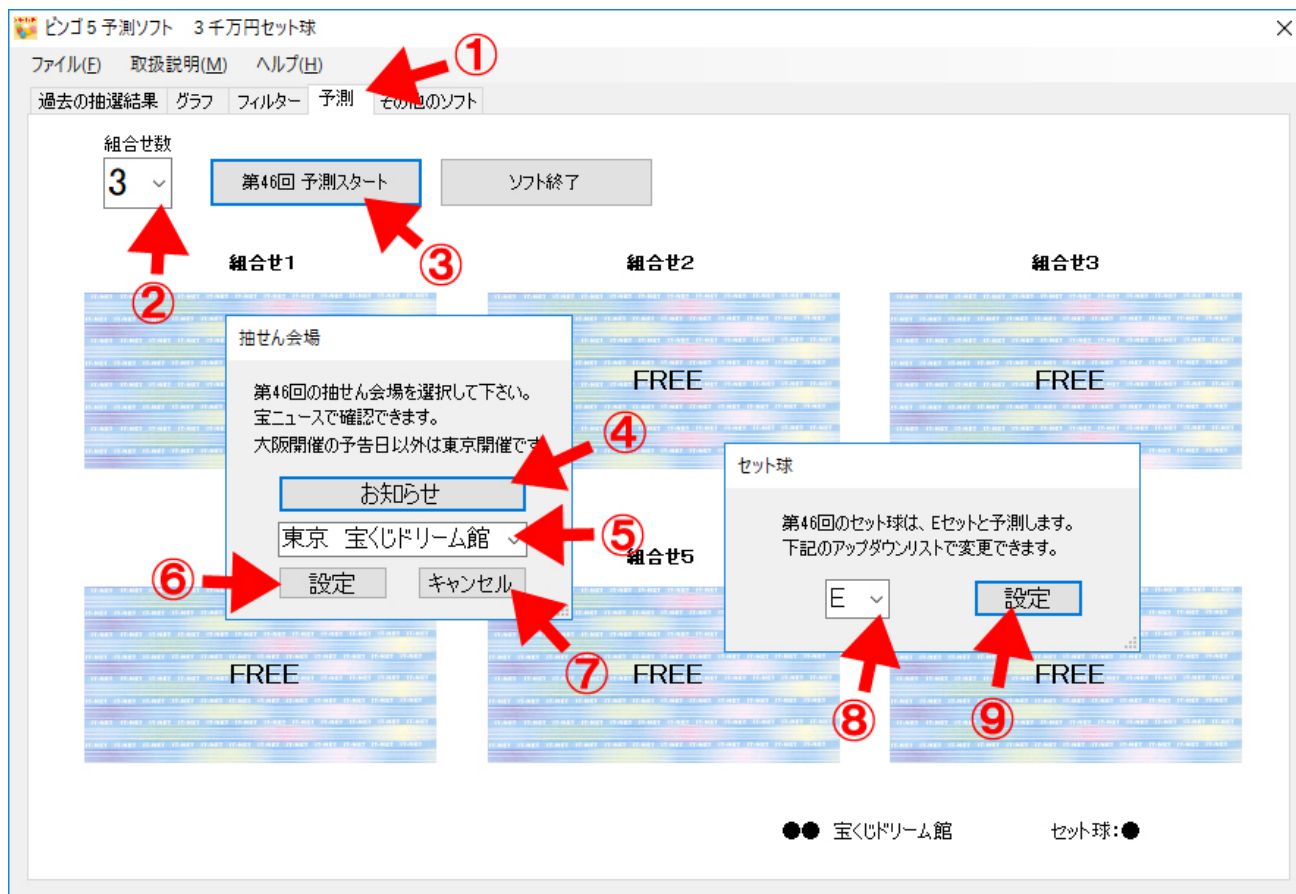 ビンゴ5予測ソフト 3千万円セット球
ファイル(F) 取扱説明(M) ヘルプ(H)
①
過去の抽選結果 グラフ フィルター 予測 その他のソフト
組合せ数
3
第46回 予測スタート
ソフト終了
②
③
組合せ1
組合せ2
組合せ3
FREE
FREE
抽せん会場
第46回の抽せん会場を選択して下さい。
宝ニュースで確認できます。
大阪開催の予告日以外は東京開催です
④
お知らせ
東京 宝くじドリーム館
⑤
⑥
設定
キャンセル
⑦
組合せ5
セット球
第46回のセット球は、Eセットと予測します。
下記のアップダウンリストで変更できます。
E
設定
⑧
⑨
FREE
FREE
FREE
●● 宝くじドリーム館
セット球:●